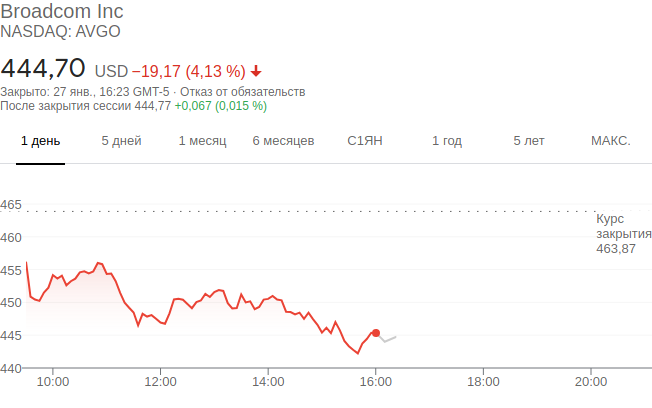 Broadcom Inc
NASDAQ: AVGO
444,70 USD −19,17 (4,13 %)
Закрыто: 27 янв., 16:23 GMT-5 · Отказ от обязательств
После закрытия сессии 444,77 +0,067 (0,015 %)
1 день 5 дней 1 месяц 6 месяцев С1ЯН 1 год 5 лет МАКС.
465
Курс
закрытия
463,87
460
455
450
445
440
10:00 12:00 14:00 16:00 18:00 20:00